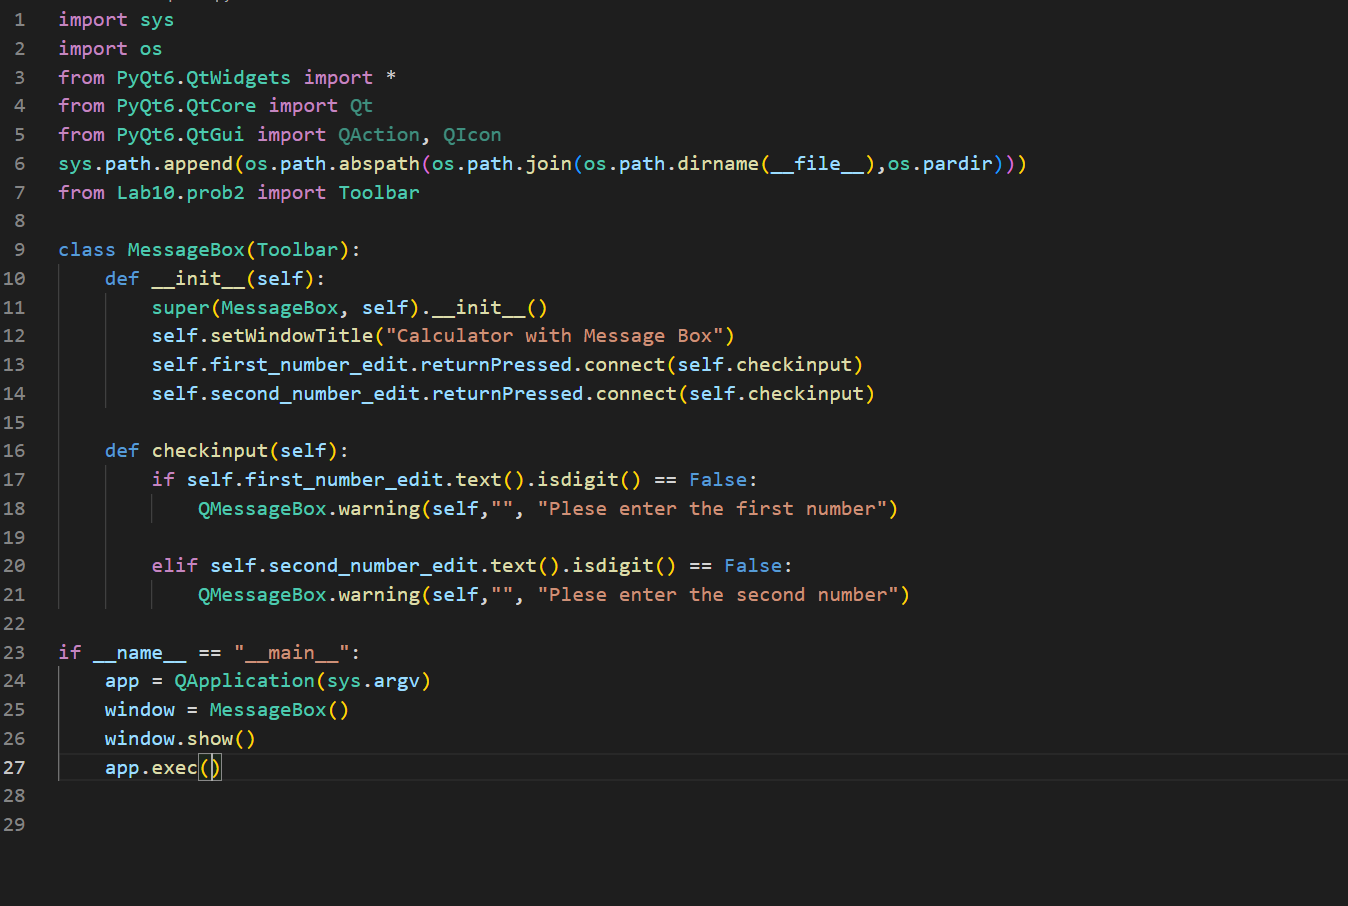 1 import sys
2 import os
3 from PyQt6.QtWidgets import *
4 from PyQt6.QtCore import Qt
5 from PyQt6.QtGui import QAction, QIcon
6 sys.path.append(os.path.abspath(os.path.join(os.path.dirname(__file__),os.pardir)))
7 from Lab10.prob2 import Toolbar
8
9 class MessageBox(Toolbar):
10     def __init__(self):
11         super(MessageBox, self).__init__()
12         self.setWindowTitle("Calculator with Message Box")
13         self.first_number_edit.returnPressed.connect(self.checkinput)
14         self.second_number_edit.returnPressed.connect(self.checkinput)
15
16     def checkinput(self):
17         if self.first_number_edit.text().isdigit() == False:
18             QMessageBox.warning(self,"", "Plese enter the first number")
19
20         elif self.second_number_edit.text().isdigit() == False:
21             QMessageBox.warning(self,"", "Plese enter the second number")
22
23 if __name__ == "__main__":
24     app = QApplication(sys.argv)
25     window = MessageBox()
26     window.show()
27     app.exec()
28
29